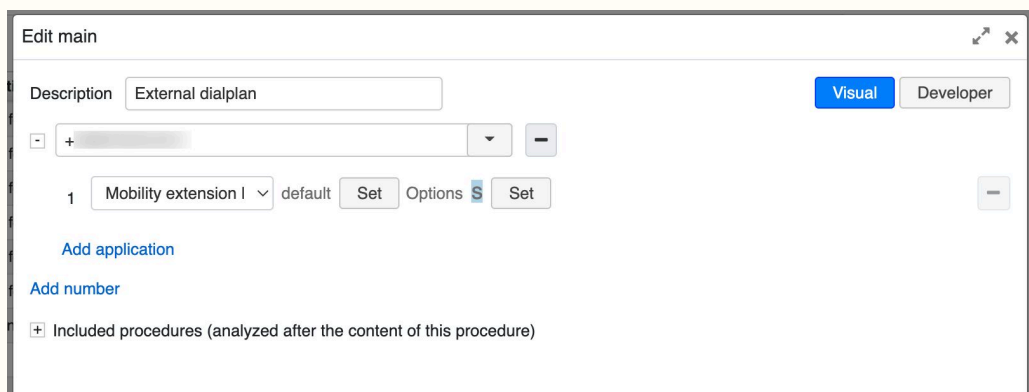 Edit main
Description External dialplan Visual Developer
- +
1 Mobility extension l default Set Options S Set
Add application
Add number
+ Included procedures (analyzed after the content of this procedure)